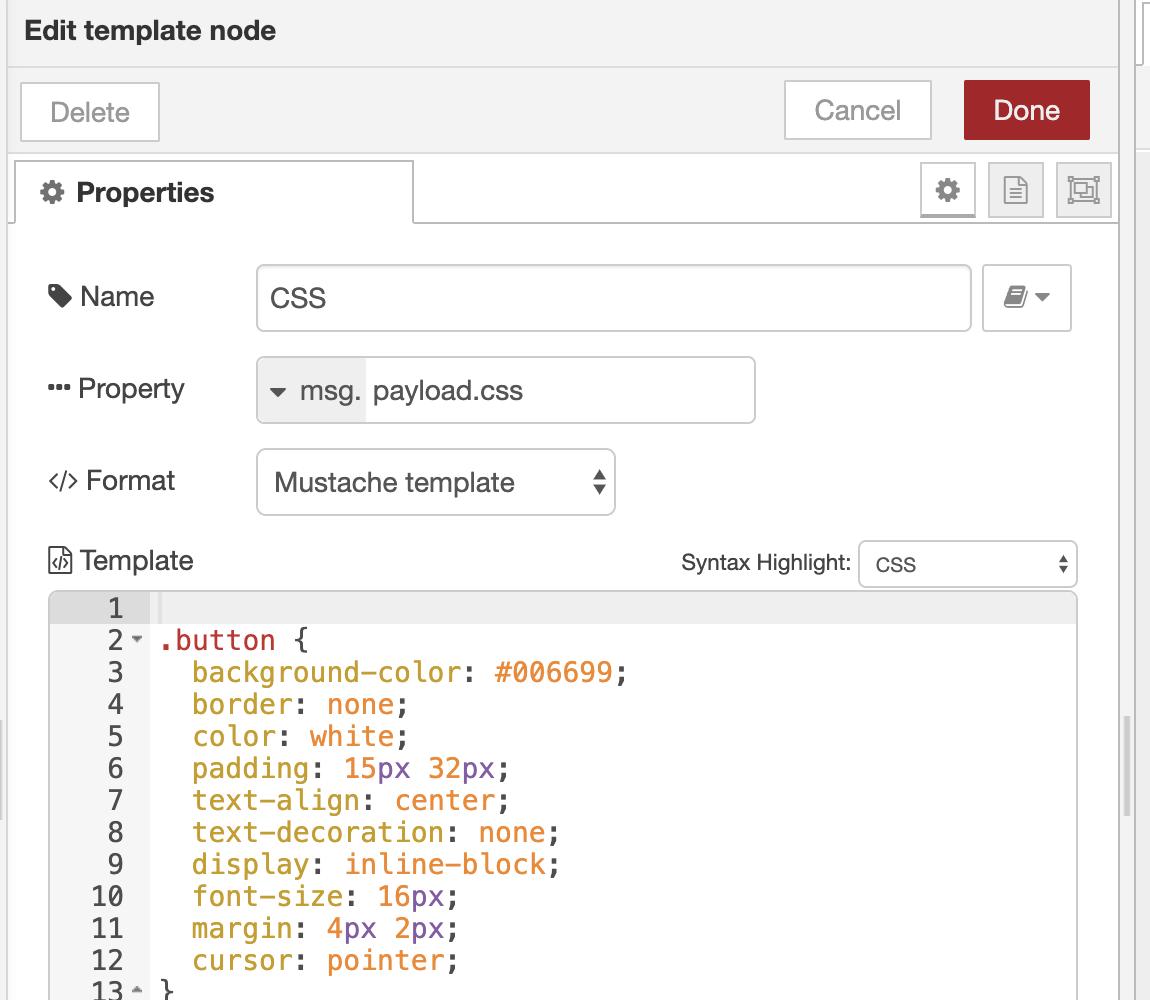 Edit template node
Delete
Cancel
Done
Properties
Name
CSS
Property
msg. payload.css
</> Format
Mustache template
Template
Syntax Highlight:
CSS
1
2 .button {
3   background-color: #006699;
4   border: none;
5   color: white;
6   padding: 15px 32px;
7   text-align: center;
8   text-decoration: none;
9   display: inline-block;
10   font-size: 16px;
11   margin: 4px 2px;
12   cursor: pointer;
13 }